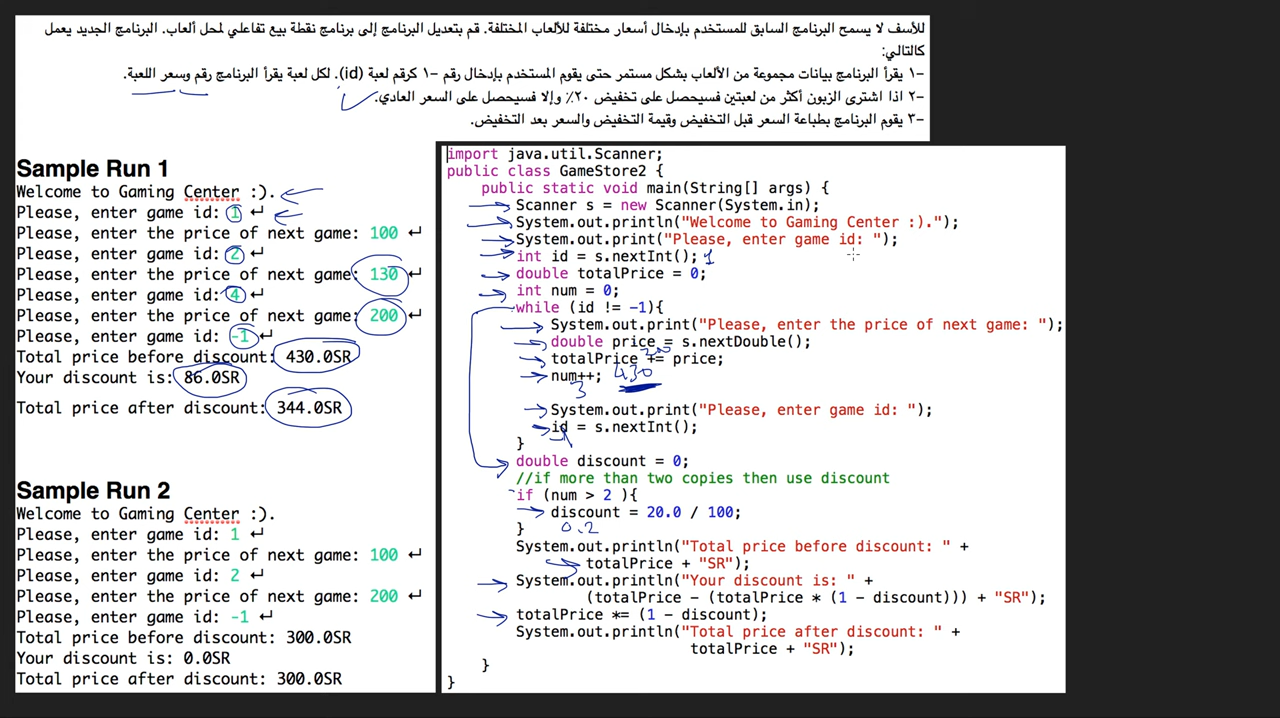 للأسف لا يسمح البرنامج السابق للمستخدم بإدخال أسعار مختلفة للألعاب المختلفة. قم بتعديل البرنامج إلى برنامج نقطة بيع تفاعلي لمحل ألعاب. البرنامج الجديد يعمل
كالتالي:
١- يقرأ البرنامج بيانات مجموعة من الألعاب بشكل مستمر حتى يقوم المستخدم بإدخال رقم -١ كرقم لعبة (id). لكل لعبة يقرأ البرنامج رقم وسعر اللعبة.
٢- اذا اشترى الزبون أكثر من لعبتين فسيحصل على تخفيض ٢٠٪ وإلا فسيحصل على السعر العادي.
٣- يقوم البرنامج بطباعة السعر قبل التخفيض وقيمة التخفيض والسعر بعد التخفيض.
Sample Run 1
Welcome to Gaming Center :).
Please, enter game id: 1 ↵
Please, enter the price of next game: 100 ↵
Please, enter game id: 2 ↵
Please, enter the price of next game: 130 ↵
Please, enter game id: 4 ↵
Please, enter the price of next game: 200 ↵
Please, enter game id: -1 ↵
Total price before discount: 430.0SR
Your discount is: 86.0SR
Total price after discount: 344.0SR
Sample Run 2
Welcome to Gaming Center :).
Please, enter game id: 1 ↵
Please, enter the price of next game: 100 ↵
Please, enter game id: 2 ↵
Please, enter the price of next game: 200 ↵
Please, enter game id: -1 ↵
Total price before discount: 300.0SR
Your discount is: 0.0SR
Total price after discount: 300.0SR
import java.util.Scanner;
public class GameStore2 {
public static void main(String[] args) {
Scanner s = new Scanner(System.in);
System.out.println("Welcome to Gaming Center :).");
System.out.print("Please, enter game id: ");
int id = s.nextInt(); 1
double totalPrice = 0;
int num = 0;
while (id != -1){
System.out.print("Please, enter the price of next game: ");
double price = s.nextDouble();
200
totalPrice += price;
num++; 430
3
System.out.print("Please, enter game id: ");
id = s.nextInt();
}
double discount = 0;
//if more than two copies then use discount
if (num > 2 ){
discount = 20.0 / 100;
} 0.2
System.out.println("Total price before discount: " +
totalPrice + "SR");
System.out.println("Your discount is: " +
(totalPrice - (totalPrice * (1 - discount))) + "SR");
totalPrice *= (1 - discount);
System.out.println("Total price after discount: " +
totalPrice + "SR");
}
}